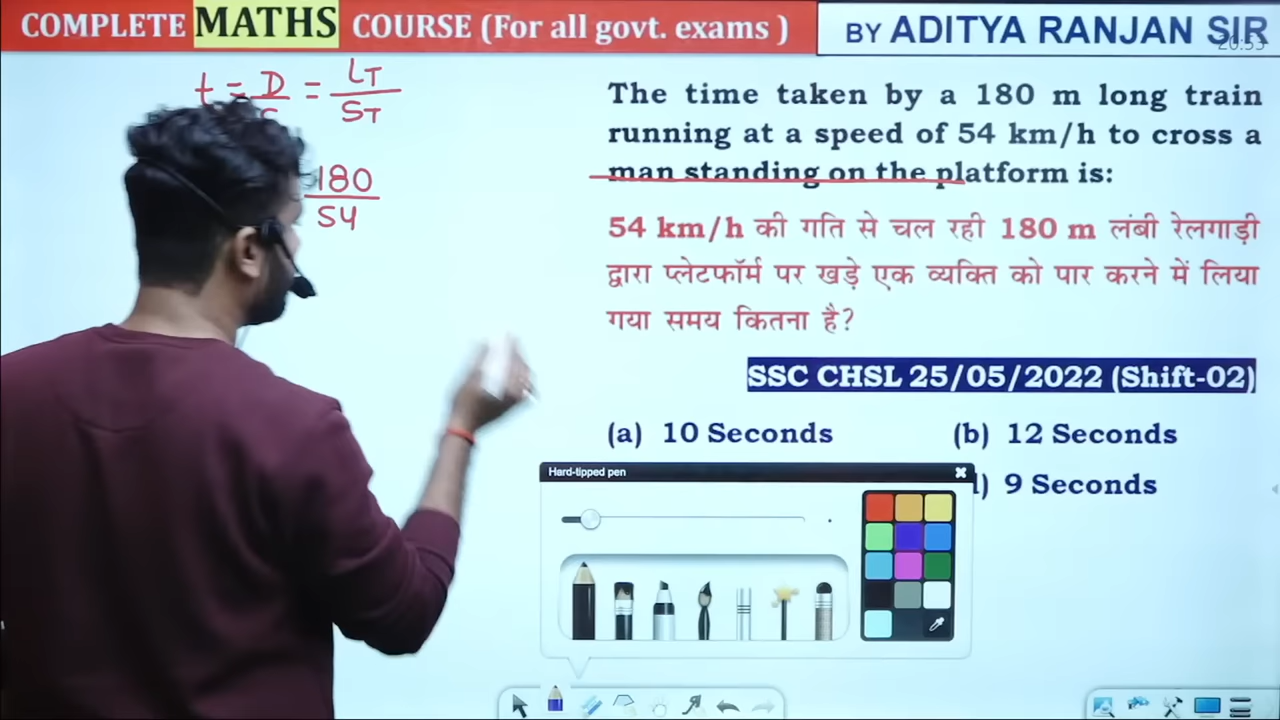 COMPLETE MATHS COURSE (For all govt. exams )
BY ADITYA RANJAN SIR
t = D = LT
ST
180
54
The time taken by a 180 m long train
running at a speed of 54 km/h to cross a
man standing on the platform is:
54 km/h की गति से चल रही 180 m लंबी रेलगाड़ी
द्वारा प्लेटफॉर्म पर खड़े एक व्यक्ति को पार करने में लिया
गया समय कितना है?
SSC CHSL 25/05/2022 (Shift-02)
(a) 10 Seconds
(b) 12 Seconds
9 Seconds
Hard-tipped pen